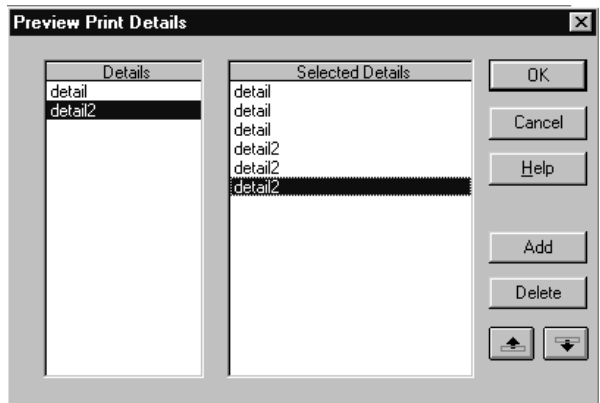 Preview Print Details
Details
detail
detail2
Selected Details
detail
detail
detail
detail2
detail2
detail2
OK
Cancel
Help
Add
Delete